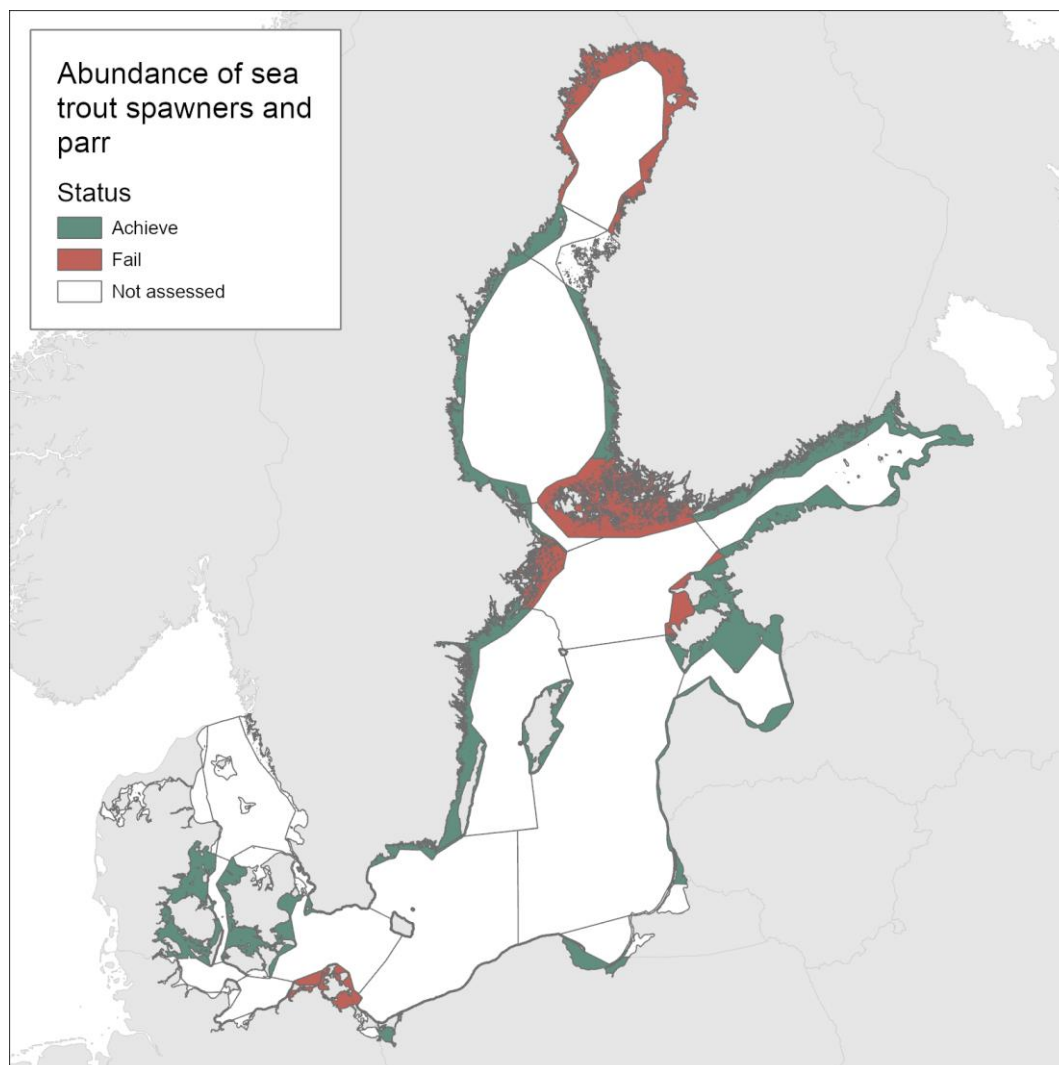 Abundance of sea
trout spawners and
parr
Status
Achieve
Fail
Not assessed